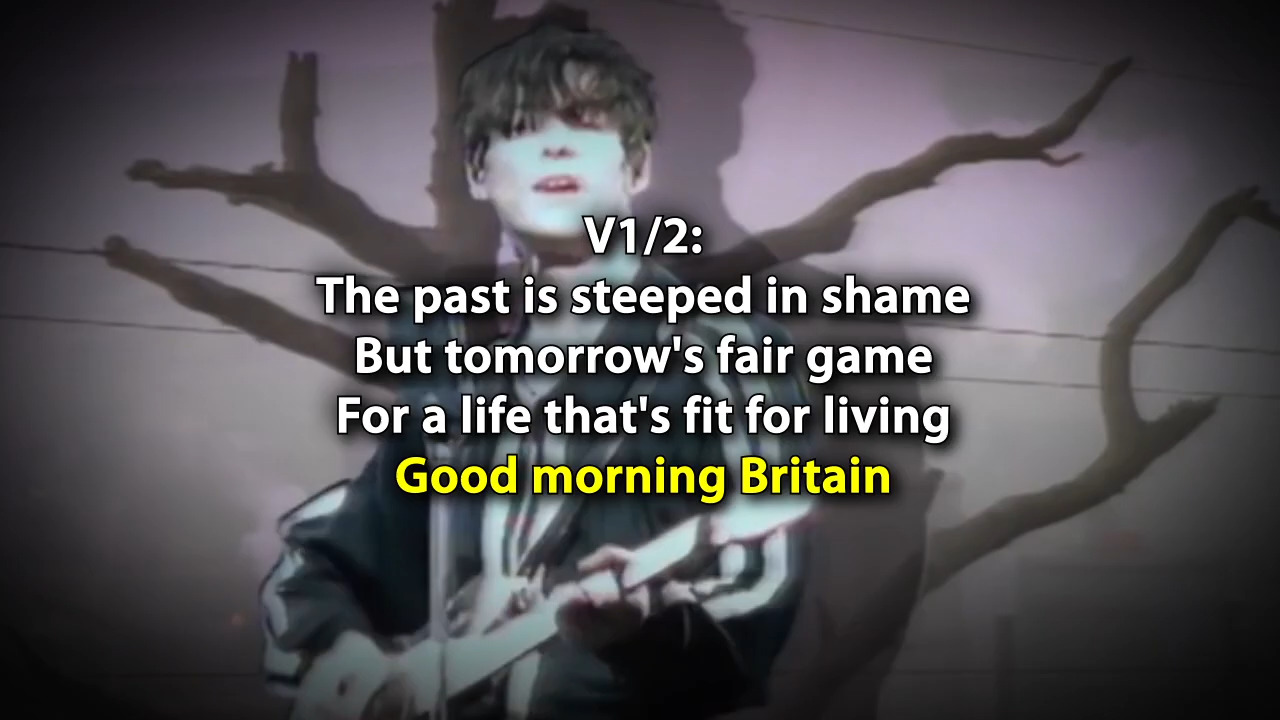 V1/2:
The past is steeped in shame
But tomorrow's fair game
For a life that's fit for living
Good morning Britain